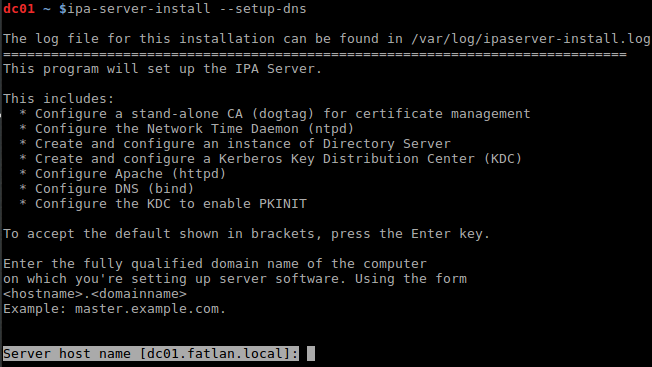 dc01 ~ $ipa-server-install --setup-dns
The log file for this installation can be found in /var/log/ipaserver-install.log
==============================================================================
This program will set up the IPA Server.
This includes:
* Configure a stand-alone CA (dogtag) for certificate management
* Configure the Network Time Daemon (ntpd)
* Create and configure an instance of Directory Server
* Create and configure a Kerberos Key Distribution Center (KDC)
* Configure Apache (httpd)
* Configure DNS (bind)
* Configure the KDC to enable PKINIT
To accept the default shown in brackets, press the Enter key.
Enter the fully qualified domain name of the computer
on which you're setting up server software. Using the form
<hostname>.<domainname>
Example: master.example.com.
Server host name [dc01.fatlan.local]: